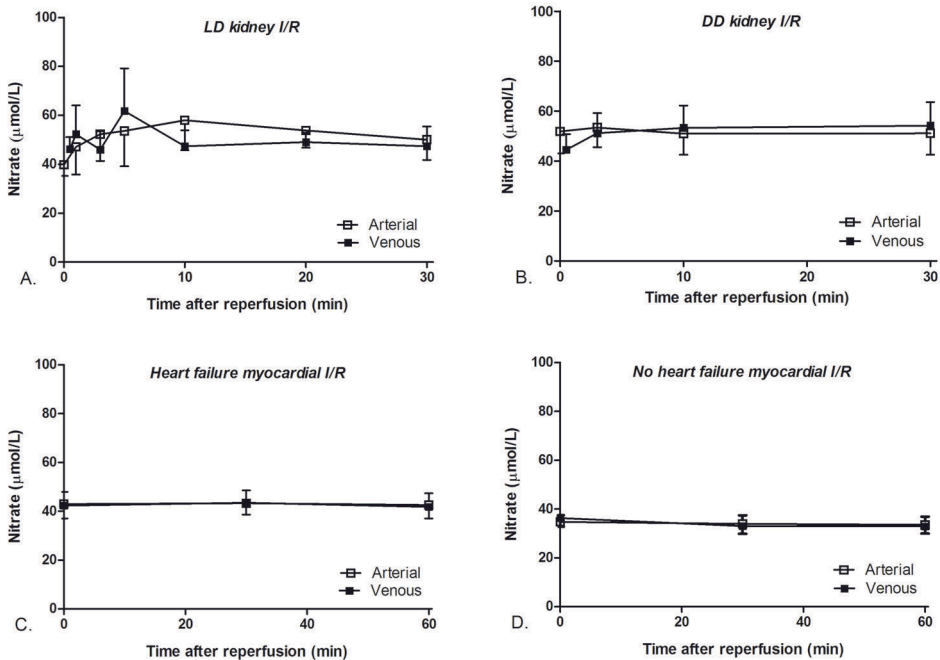 LD kidney I/R
100
80
60
40
20
0
Nitrate (μmol/L)
Arterial
Venous
0 10 20 30
Time after reperfusion (min)
A.
DD kidney I/R
100
80
60
40
20
0
Nitrate (μmol/L)
Arterial
Venous
0 10 20 30
Time after reperfusion (min)
B.
Heart failure myocardial I/R
100
80
60
40
20
0
Nitrate (μmol/L)
Arterial
Venous
0 20 40 60
Time after reperfusion (min)
C.
No heart failure myocardial I/R
100
80
60
40
20
0
Nitrate (μmol/L)
Arterial
Venous
0 20 40 60
Time after reperfusion (min)
D.